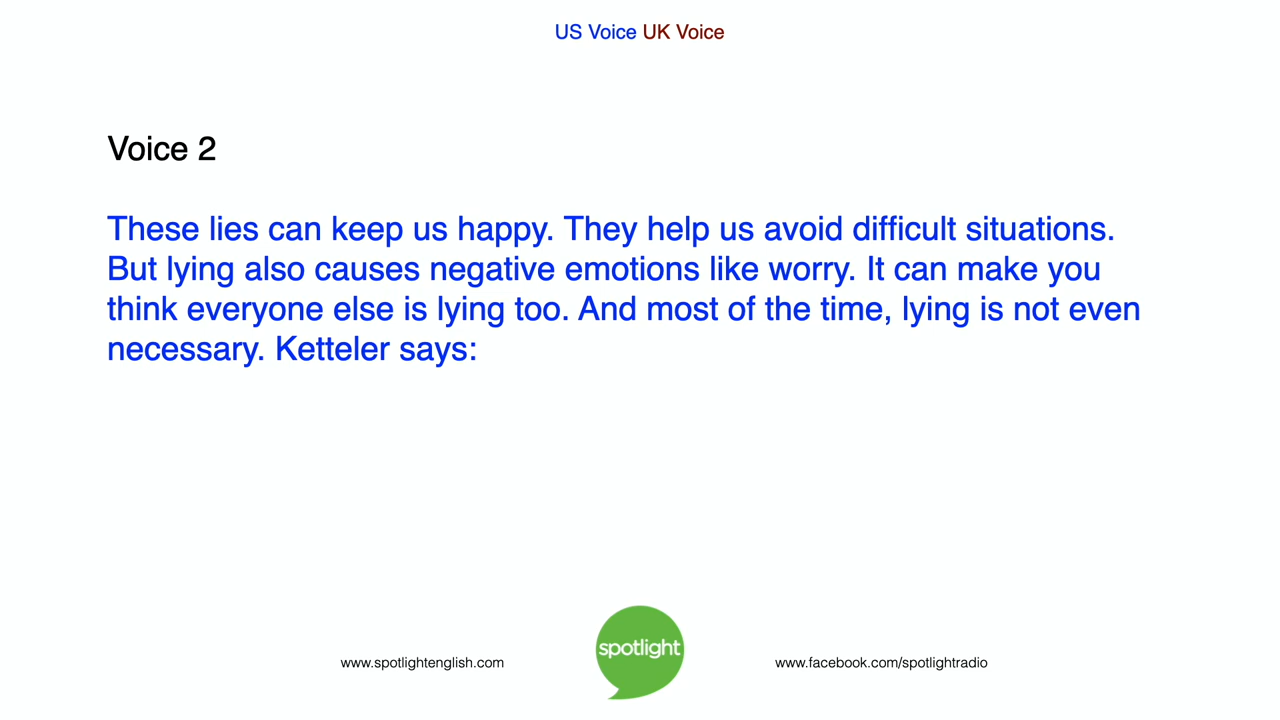 US Voice UK Voice
Voice 2
These lies can keep us happy. They help us avoid difficult situations.
But lying also causes negative emotions like worry. It can make you
think everyone else is lying too. And most of the time, lying is not even
necessary. Ketteler says:
spotlight
www.spotlightenglish.com
www.facebook.com/spotlightradio